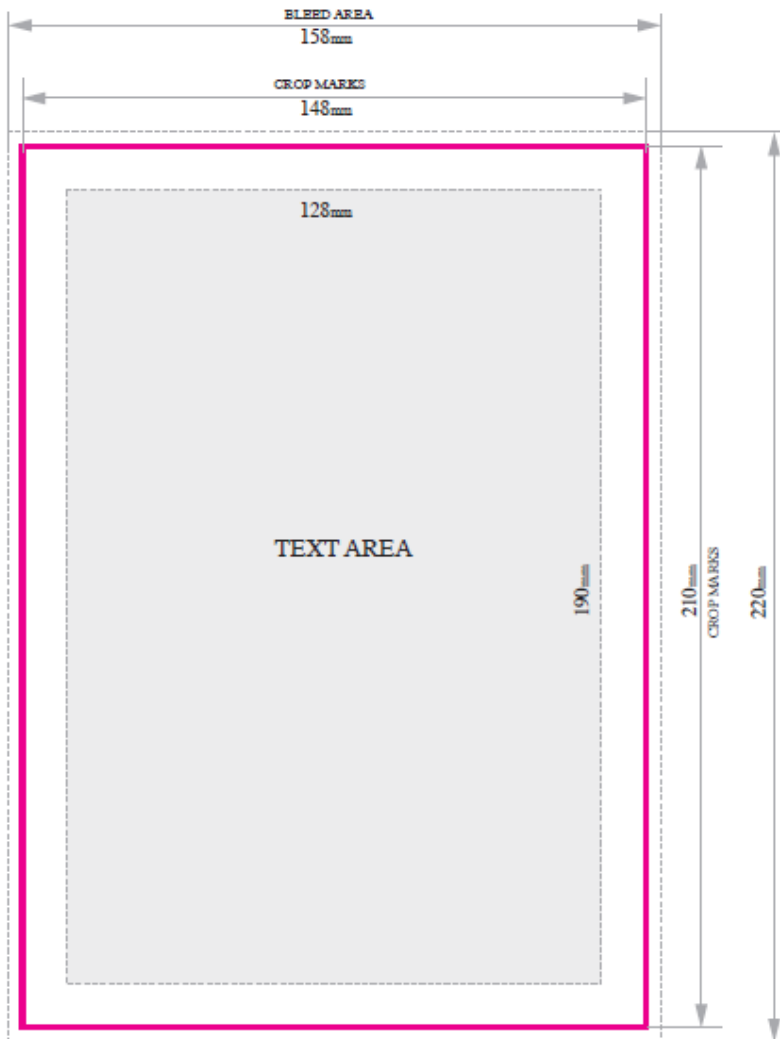 BLEED AREA
158mm
CROP MARKS
148mm
128mm
TEXT AREA
190mm
210mm
CROP MARKS
220mm